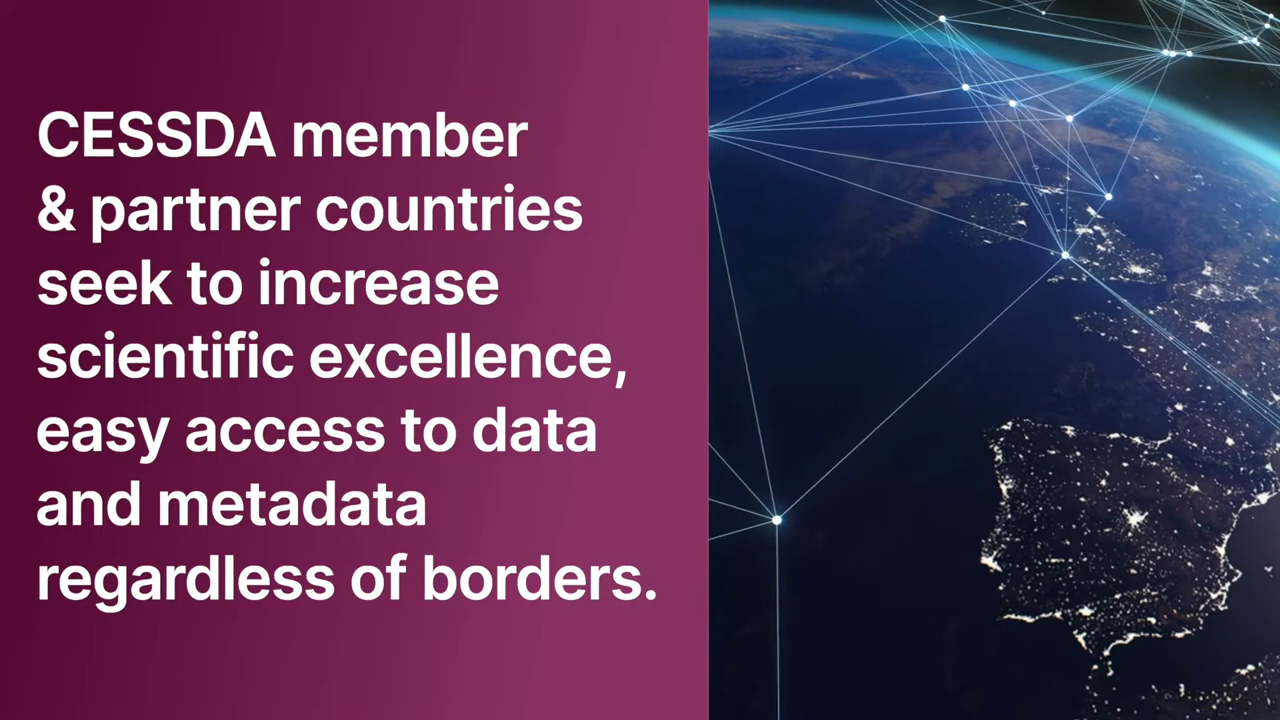 CESSDA member
& partner countries
seek to increase
scientific excellence,
easy access to data
and metadata
regardless of borders.